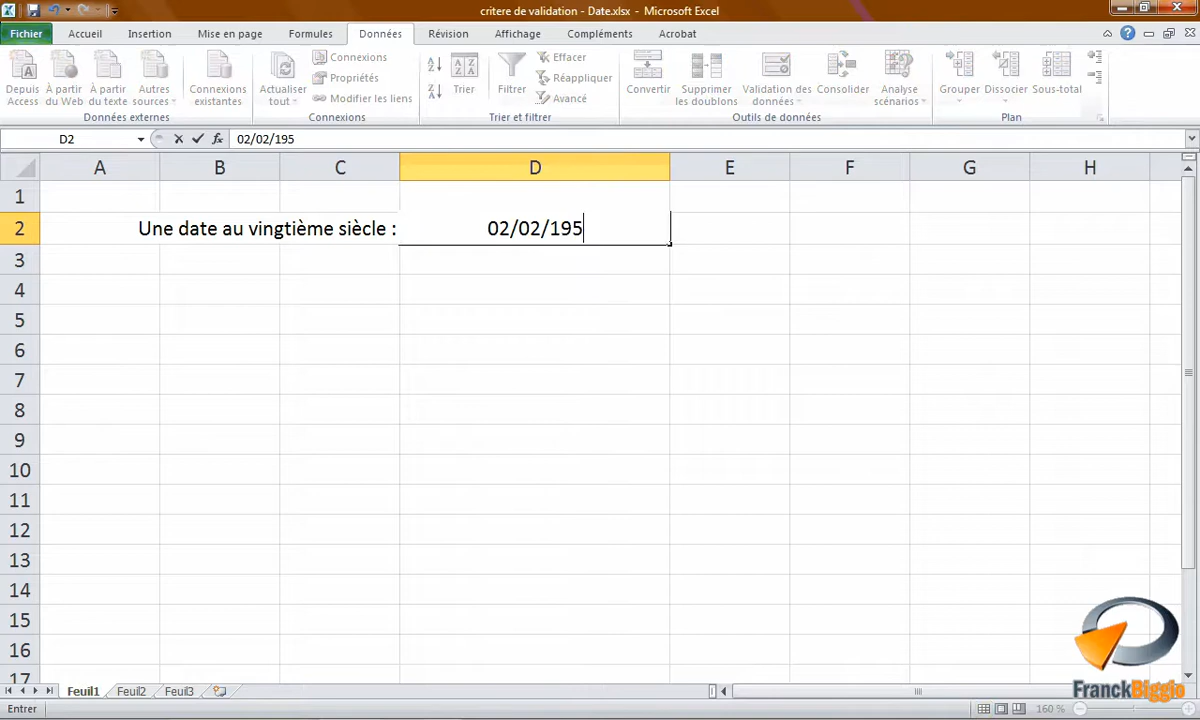 critere de validation - Date.xlsx - Microsoft Excel
Fichier Accueil Insertion Mise en page Formules Données Révision Affichage Compléments Acrobat
Depuis Access
À partir du Web
À partir du texte
Autres sources
Connexions existantes
Données externes
Actualiser tout
Connexions
Propriétés
Modifier les liens
Connexions
Trier
Filtrer
Effacer
Réappliquer
Avancé
Trier et filtrer
Convertir
Supprimer les doublons
Validation des données
Consolider
Analyse scénarios
Outils de données
Grouper
Dissocier
Sous-total
Plan
D2 fx 02/02/195
A B C D E F G H
1
2 Une date au vingtième siècle : 02/02/195
3
4
5
6
7
8
9
10
11
12
13
14
15
16
17
FranckBiggio
Feuil1 Feuil2 Feuil3
Entrer 160 %